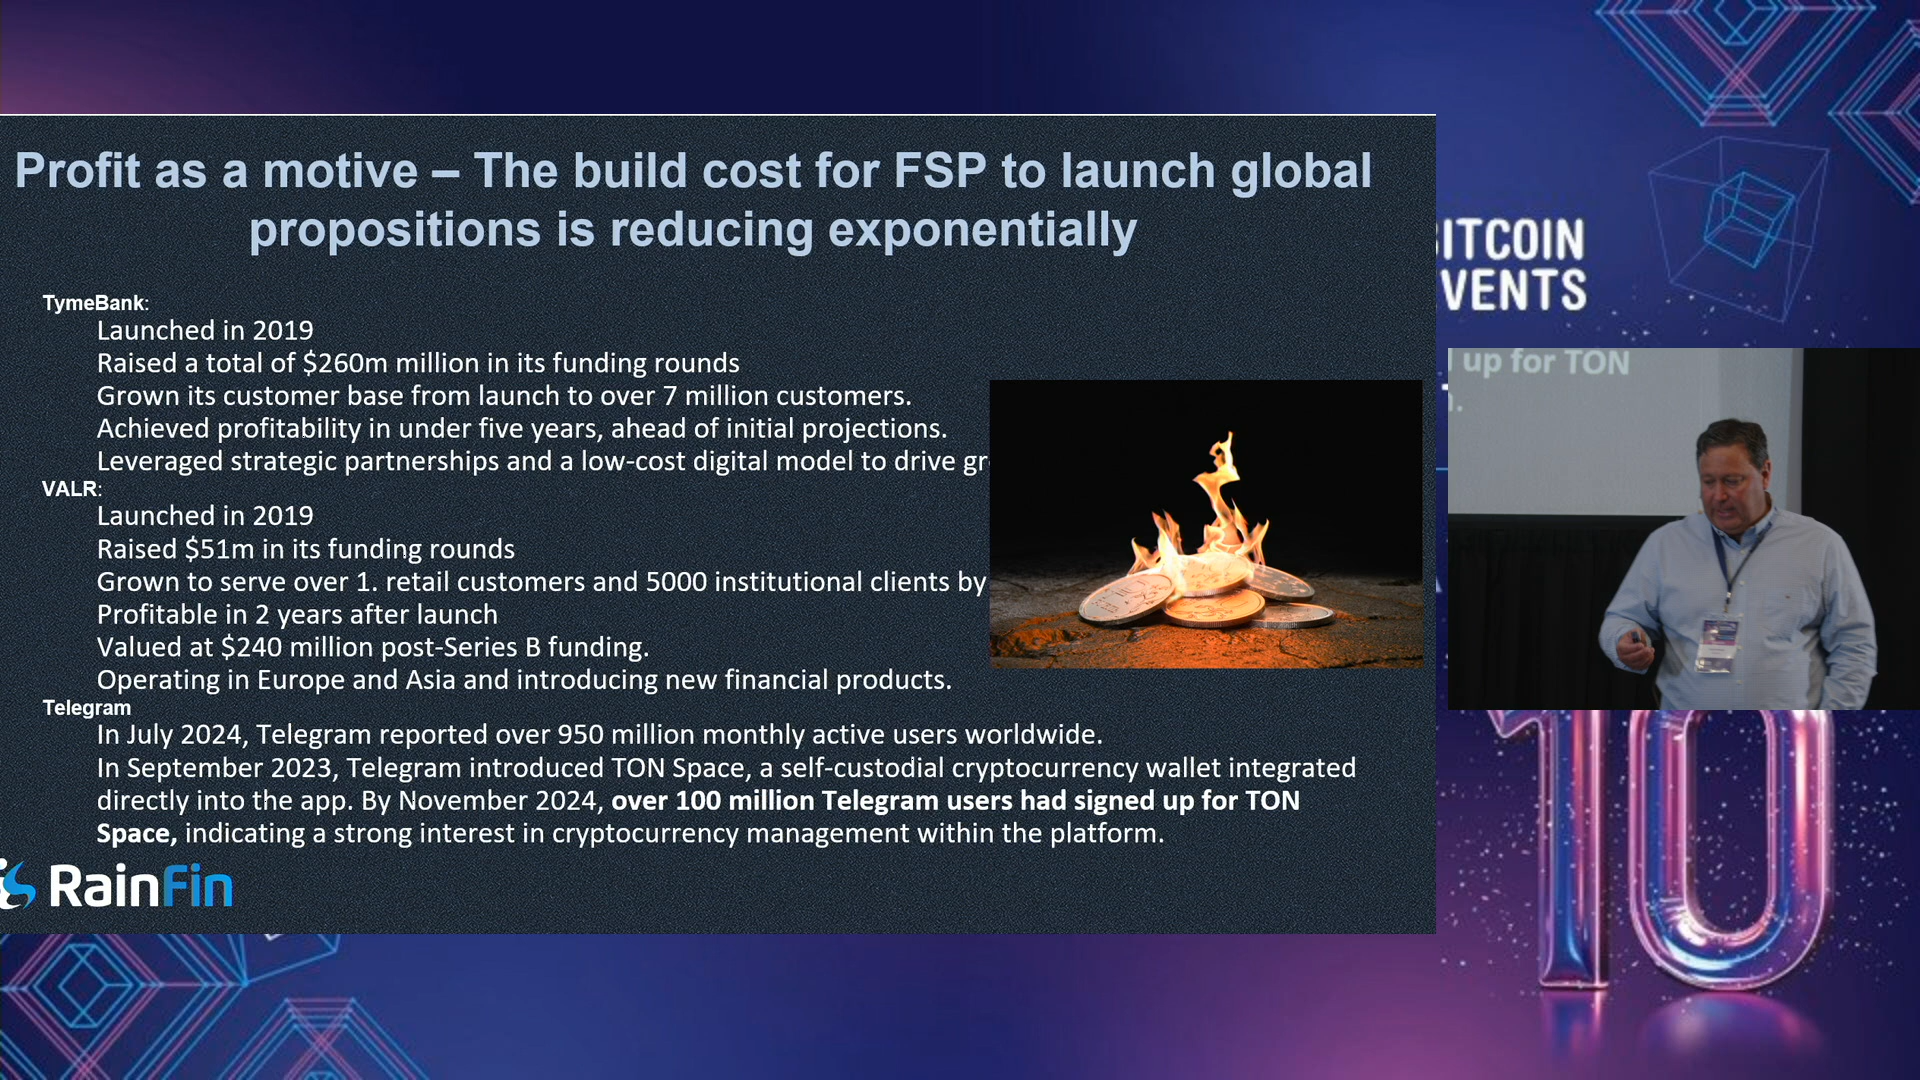 Profit as a motive – The build cost for FSP to launch global
propositions is reducing exponentially
TymeBank:
Launched in 2019
Raised a total of $260m million in its funding rounds
Grown its customer base from launch to over 7 million customers.
Achieved profitability in under five years, ahead of initial projections.
Leveraged strategic partnerships and a low-cost digital model to drive gr
VALR:
Launched in 2019
Raised $51m in its funding rounds
Grown to serve over 1. retail customers and 5000 institutional clients by
Profitable in 2 years after launch
Valued at $240 million post-Series B funding.
Operating in Europe and Asia and introducing new financial products.
Telegram
In July 2024, Telegram reported over 950 million monthly active users worldwide.
In September 2023, Telegram introduced TON Space, a self-custodial cryptocurrency wallet integrated
directly into the app. By November 2024, over 100 million Telegram users had signed up for TON
Space, indicating a strong interest in cryptocurrency management within the platform.
RainFin
ITCOIN
VENTS
up for TON
10